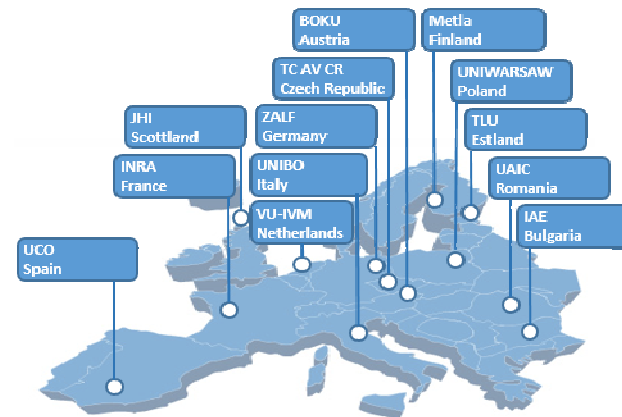 BOKU
Austria
Metla
Finland
TC AV CR
Czech Republic
UNIWARSAW
Poland
JHI
Scottland
ZALF
Germany
TLU
Estland
INRA
France
UNIBO
Italy
UAIC
Romania
VU-IVM
Netherlands
IAE
Bulgaria
UCO
Spain